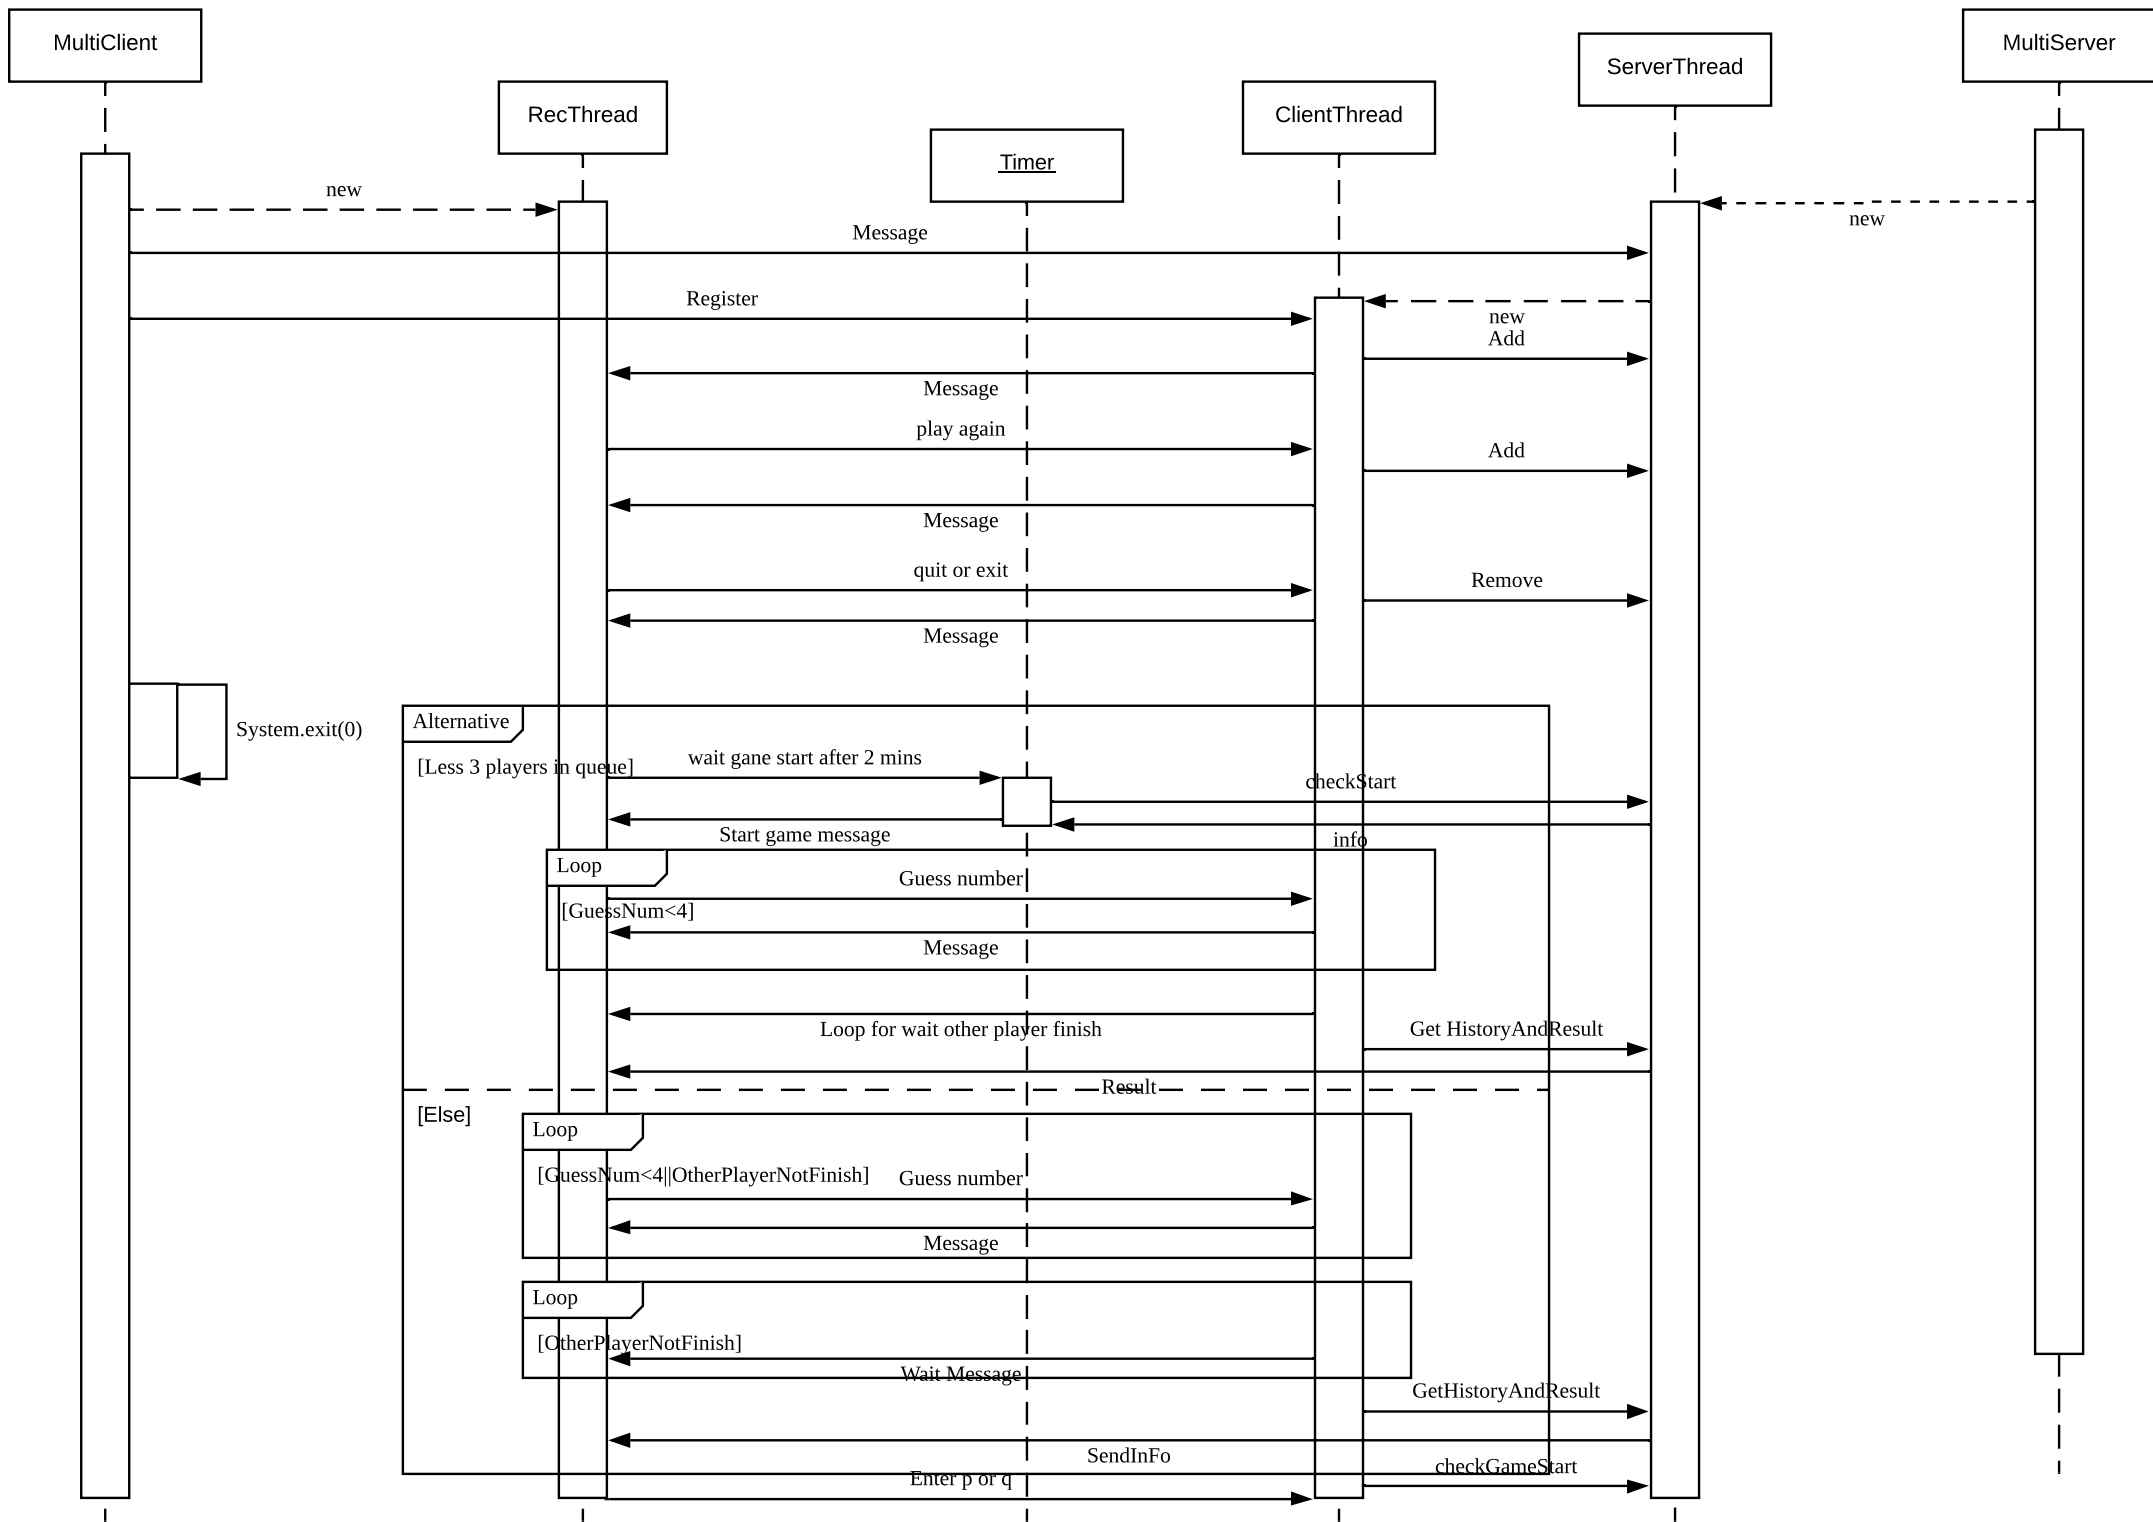 MultiClient
MultiServer
ServerThread
RecThread
ClientThread
Timer
new
new
Message
Register
new
Add
Message
play again
Add
Message
quit or exit
Remove
Message
System.exit(0)
Alternative
[Less 3 players in queue]
wait gane start after 2 mins
checkStart
Start game message
info
Loop
Guess number
[GuessNum<4]
Message
Loop for wait other player finish
Get HistoryAndResult
Result
[Else]
Loop
[GuessNum<4||OtherPlayerNotFinish]
Guess number
Message
Loop
[OtherPlayerNotFinish]
Wait Message
GetHistoryAndResult
SendInFo
checkGameStart
Enter p or q